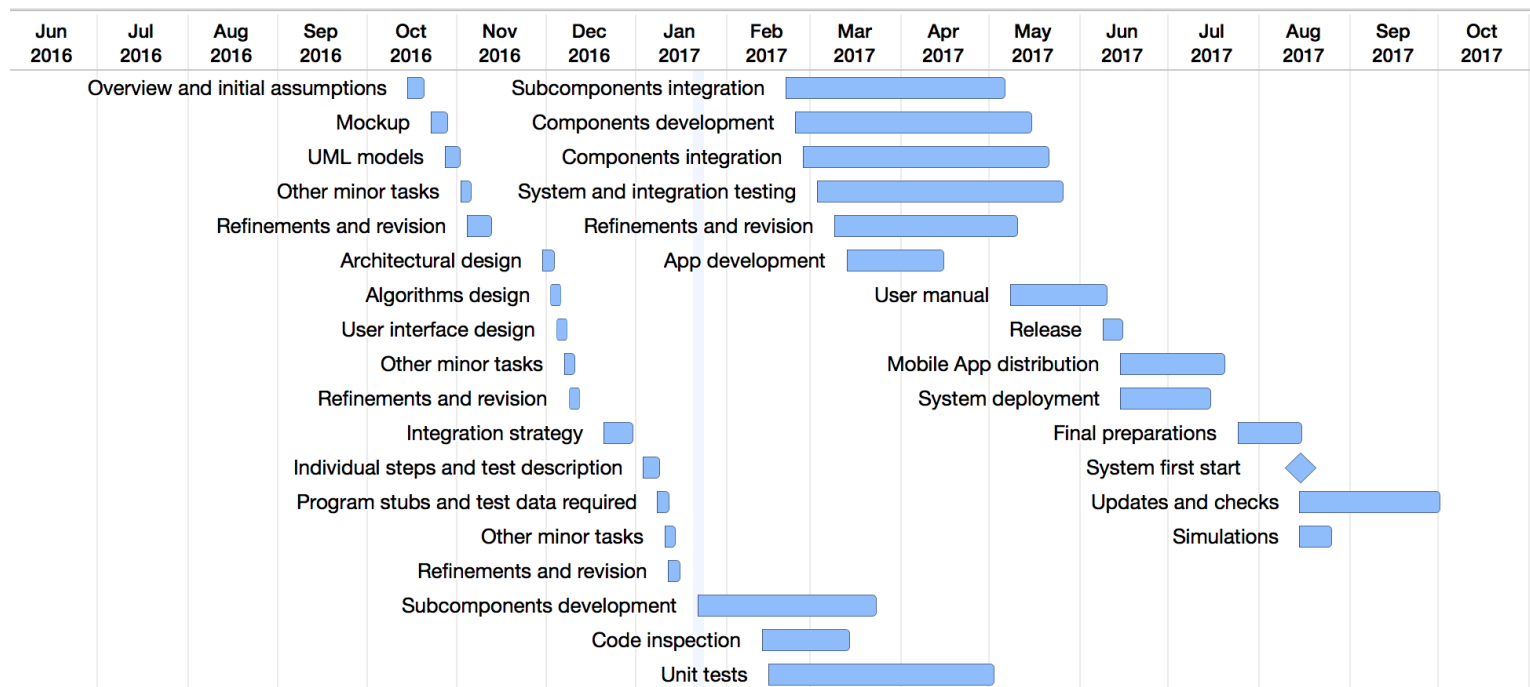 Jun Jul Aug Sep Oct Nov Dec Jan Feb Mar Apr May Jun Jul Aug Sep Oct
2016 2016 2016 2016 2016 2016 2016 2017 2017 2017 2017 2017 2017 2017 2017 2017 2017
Overview and initial assumptions
Mockup
UML models
Other minor tasks
Refinements and revision
Architectural design
Algorithms design
User interface design
Other minor tasks
Refinements and revision
Integration strategy
Individual steps and test description
Program stubs and test data required
Other minor tasks
Refinements and revision
Subcomponents development
Code inspection
Unit tests
Subcomponents integration
Components development
Components integration
System and integration testing
Refinements and revision
App development
User manual
Release
Mobile App distribution
System deployment
Final preparations
System first start
Updates and checks
Simulations